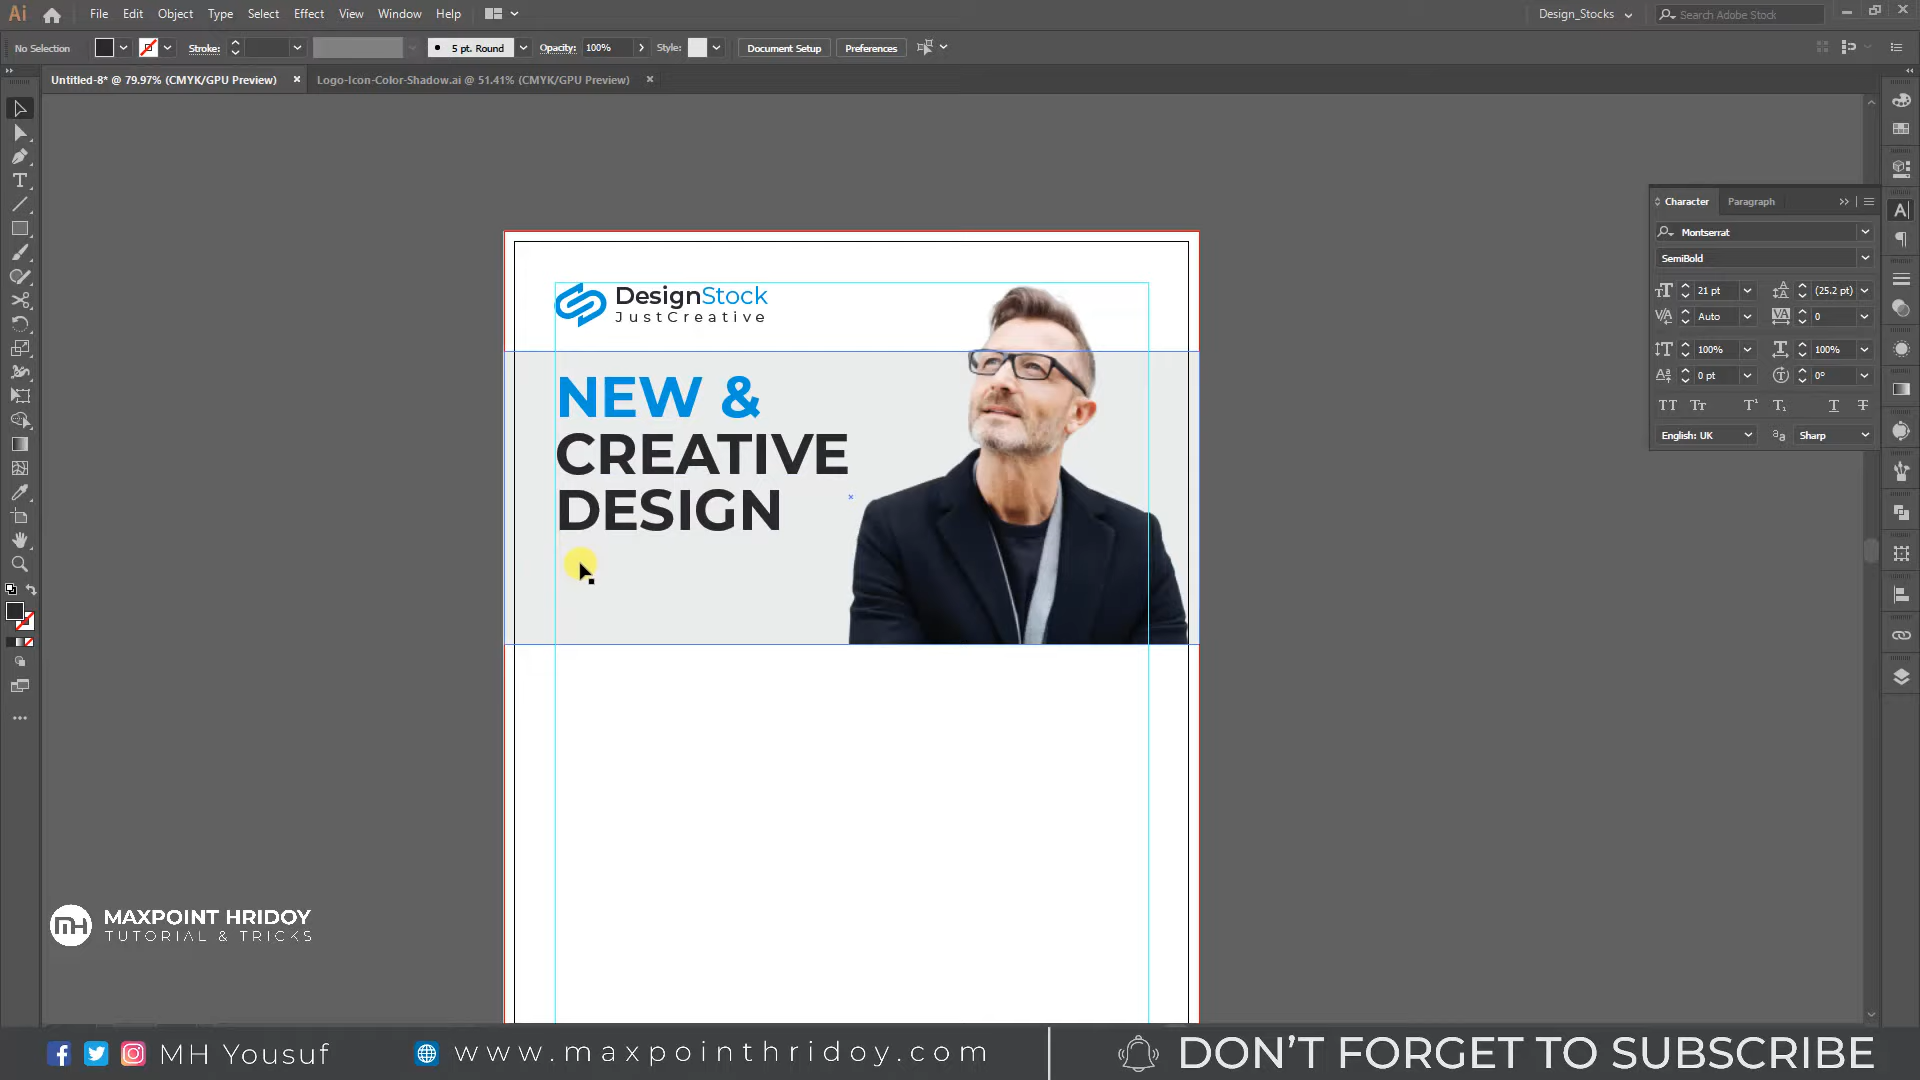 Ai File Edit Object Type Select Effect View Window Help Design_Stocks Search Adobe Stock
No Selection Stroke: 5 pt. Round Opacity: 100% Style: Document Setup Preferences
Untitled-8* @ 79.97% (CMYK/GPU Preview) Logo-Icon-Color-Shadow.ai @ 51.41% (CMYK/GPU Preview)
Character Paragraph
Montserrat
SemiBold
21 pt (25.2 pt)
Auto 0
100% 100%
0 pt 0°
English: UK Sharp
DesignStock
JustCreative
NEW &
CREATIVE
DESIGN
MH MAXPOINT HRIDOY
TUTORIAL & TRICKS
MH Yousuf www.maxpointhridoy.com DON'T FORGET TO SUBSCRIBE